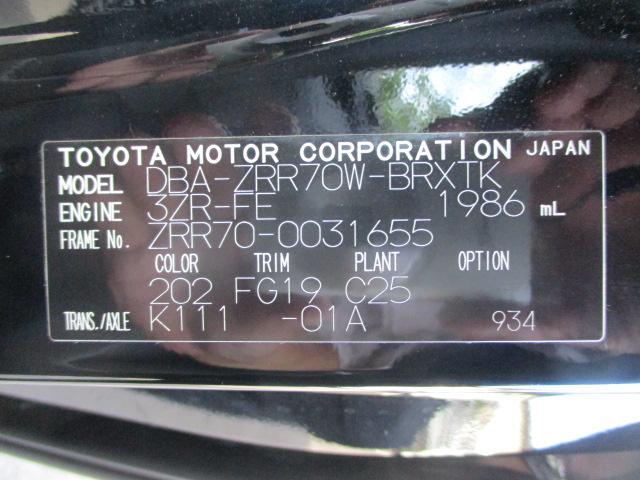 TOYOTA MOTOR CORPORATION JAPAN
MODEL DBA-ZRR70W-BRXTK
ENGINE 3ZR-FE 1986 mL
FRAME No. ZRR70-0031655
COLOR TRIM PLANT OPTION
202 FG19 C25
TRANS./AXLE K111 -01A 934